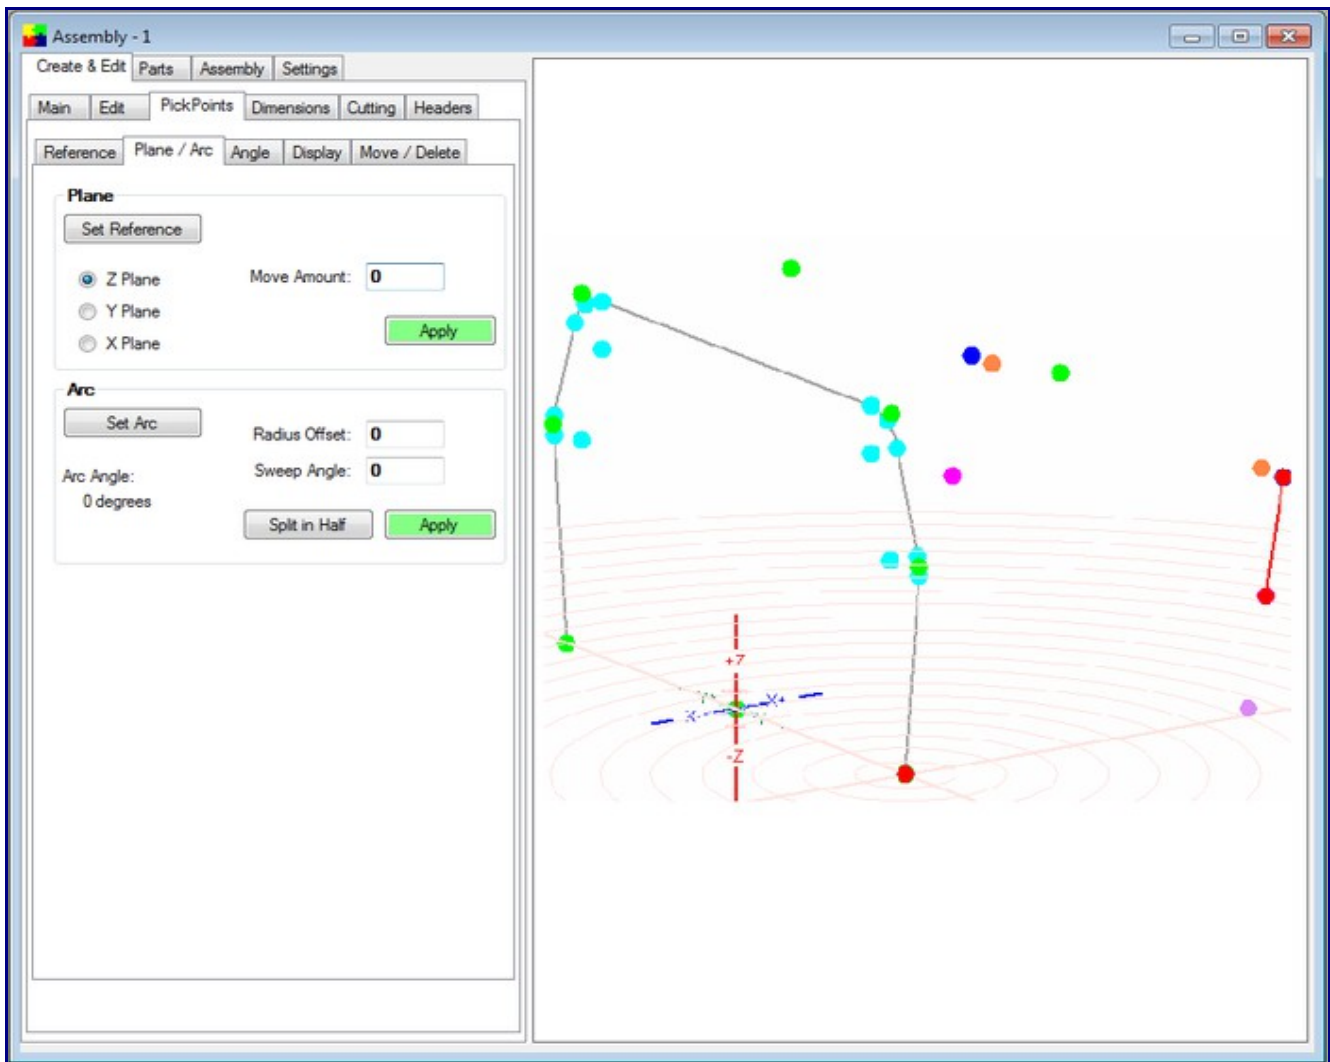 Assembly - 1
Create & Edit Parts Assembly Settings
Main Edit PickPoints Dimensions Cutting Headers
Reference Plane / Arc Angle Display Move / Delete
Plane
Set Reference
Z Plane Move Amount: 0
Y Plane
Apply
X Plane
Arc
Set Arc
Radius Offset: 0
Sweep Angle: 0
Arc Angle:
0 degrees
Split in Half Apply
+Z
X+
X-
-Z